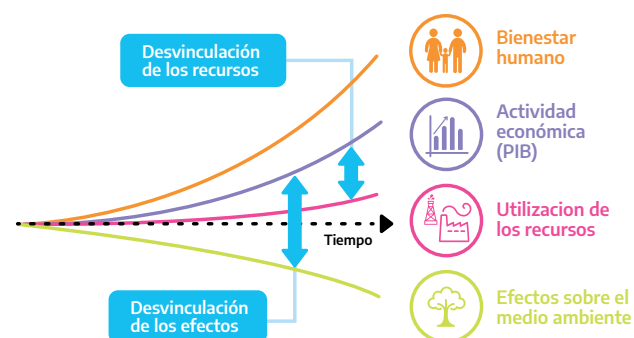 Desvinculación
de los recursos
Bienestar
humano
Actividad
económica
(PIB)
Utilizacion de
los recursos
Tiempo
Desvinculación
de los efectos
Efectos sobre el
medio ambiente